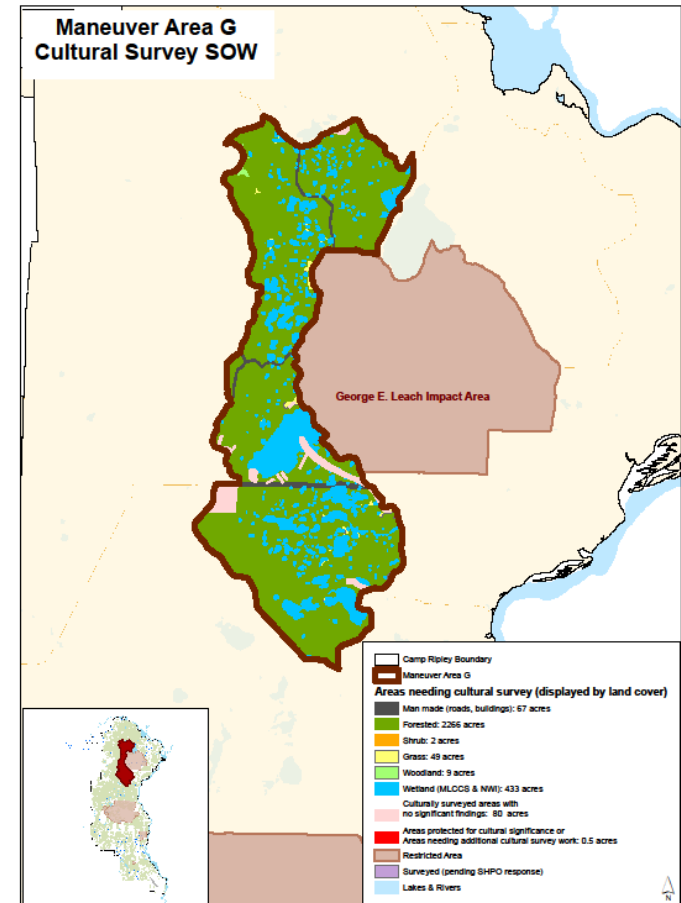 Maneuver Area G
Cultural Survey SOW
George E. Leach Impact Area
Camp Ripley Boundary
Maneuver Area G
Areas needing cultural survey (displayed by land cover)
Man made (roads, buildings): 67 acres
Forested: 2266 acres
Shrub: 2 acres
Grass: 49 acres
Woodland: 9 acres
Wetland (MLCCS & NWI): 433 acres
Culturally surveyed areas with
no significant findings: 80 acres
Areas protected for cultural significance or
Areas needing additional cultural survey work: 0.5 acres
Restricted Area
Surveyed (pending SHPO response)
Lakes & Rivers
N